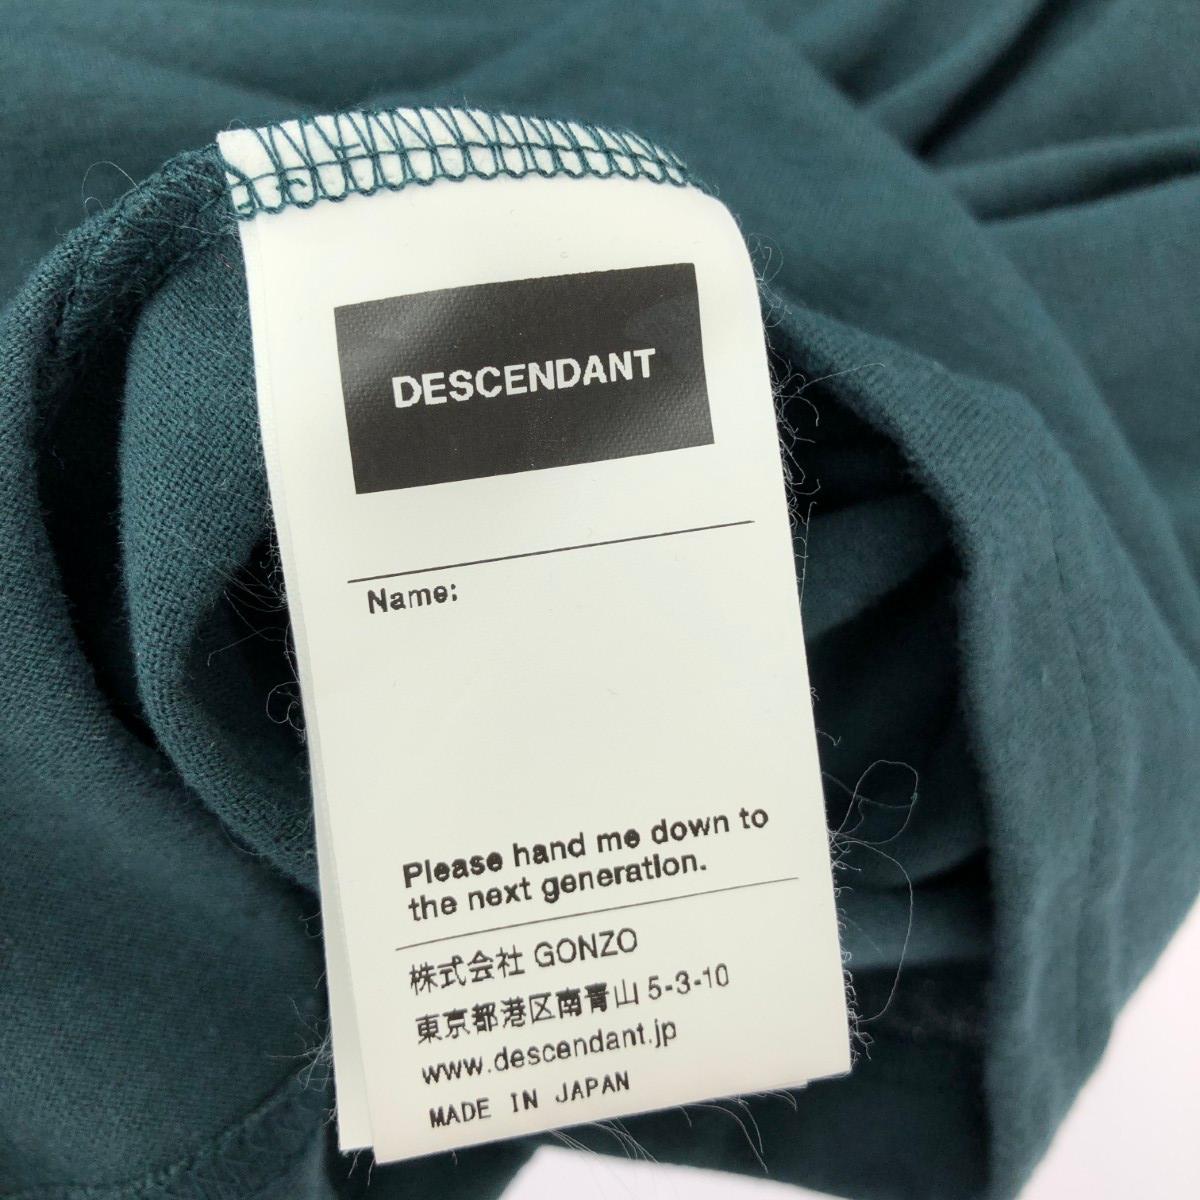 DESCENDANT
Name:
Please hand me down to
the next generation.
株式会社 GONZO
東京都港区南青山 5-3-10
www.descendant.jp
MADE IN JAPAN